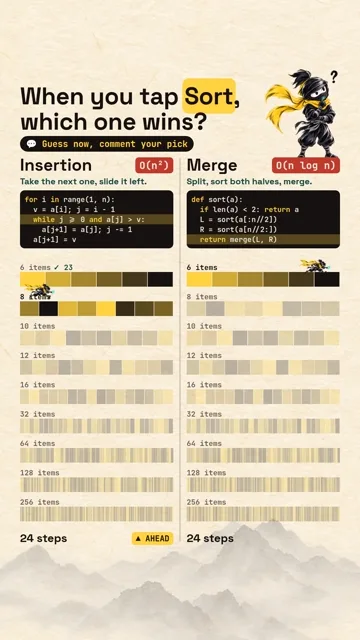 ?
When you tap Sort,
which one wins?
💬 Guess now, comment your pick
Insertion O(n²)
Take the next one, slide it left.
for i in range(1, n):
v = a[i]; j = i - 1
while j ⩾ 0 and a[j] > v:
a[j+1] = a[j]; j -= 1
a[j+1] = v
6 items ✓ 23
8 items
10 items
12 items
16 items
32 items
64 items
128 items
256 items
24 steps ▲ AHEAD
Merge O(n log n)
Split, sort both halves, merge.
def sort(a):
if len(a) < 2: return a
L = sort(a[:n//2])
R = sort(a[n//2:])
return merge(L, R)
6 items
8 items
10 items
12 items
16 items
32 items
64 items
128 items
256 items
24 steps